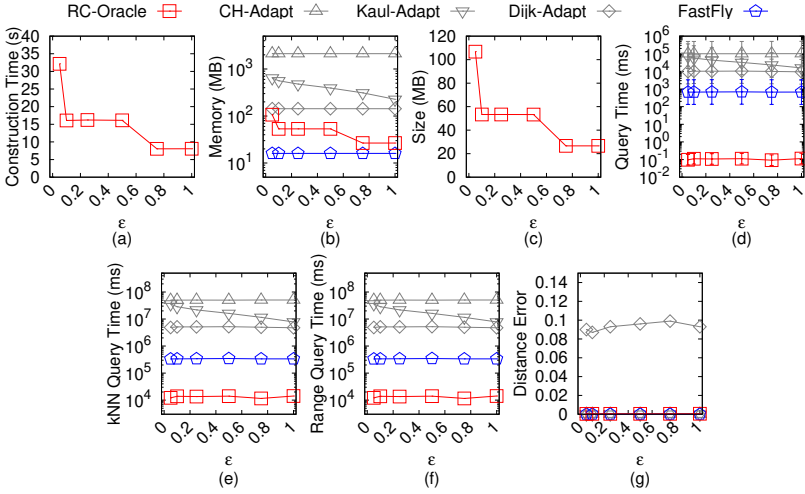 RC-Oracle CH-Adapt Kaul-Adapt Dijk-Adapt FastFly
Construction Time (s)
40
35
30
25
20
15
10
5
0
0 0.2 0.4 0.6 0.8 1
ε
(a)
Memory (MB)
10^3
10^2
10^1
0 0.2 0.4 0.6 0.8 1
ε
(b)
Size (MB)
120
100
80
60
40
20
0
0 0.2 0.4 0.6 0.8 1
ε
(c)
Query Time (ms)
10^6
10^5
10^4
10^3
10^2
10^1
10^0
10^-1
10^-2
0 0.2 0.4 0.6 0.8 1
ε
(d)
kNN Query Time (ms)
10^8
10^7
10^6
10^5
10^4
0 0.2 0.4 0.6 0.8 1
ε
(e)
Range Query Time (ms)
10^8
10^7
10^6
10^5
10^4
0 0.2 0.4 0.6 0.8 1
ε
(f)
Distance Error
0.14
0.12
0.1
0.08
0.06
0.04
0.02
0
0 0.2 0.4 0.6 0.8 1
ε
(g)